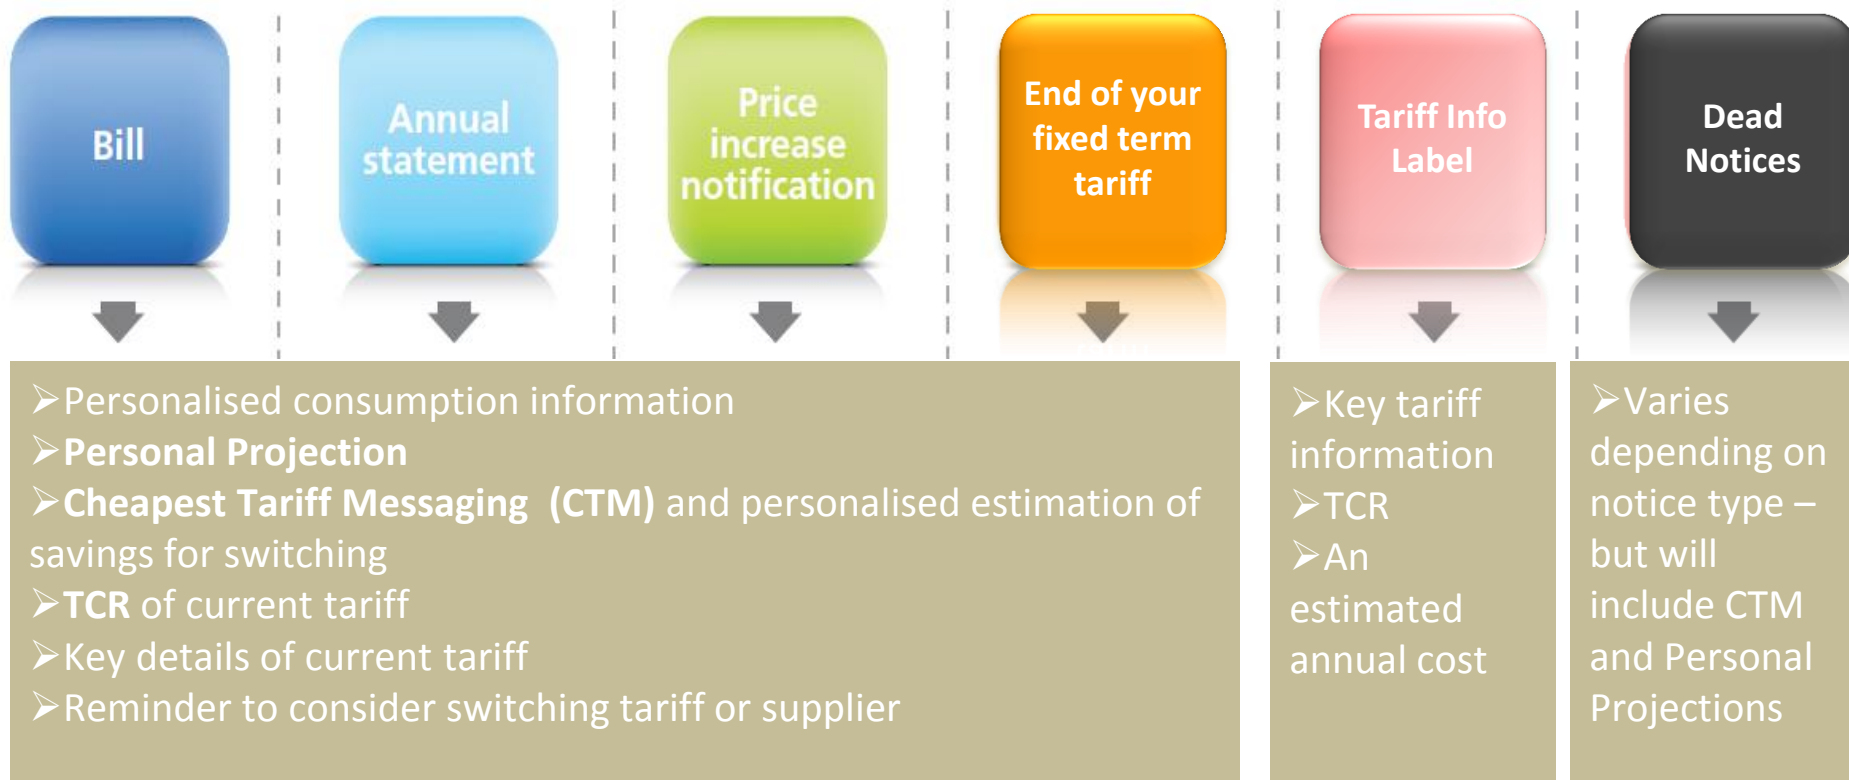 Bill
Annual
statement
Price
increase
notification
End of your
fixed term
tariff
Tariff Info
Label
Dead
Notices
➢Personalised consumption information
➢Personal Projection
➢Cheapest Tariff Messaging  (CTM) and personalised estimation of
savings for switching
➢TCR of current tariff
➢Key details of current tariff
➢Reminder to consider switching tariff or supplier
➢Key tariff
information
➢TCR
➢An
estimated
annual cost
➢Varies
depending on
notice type –
but will
include CTM
and Personal
Projections